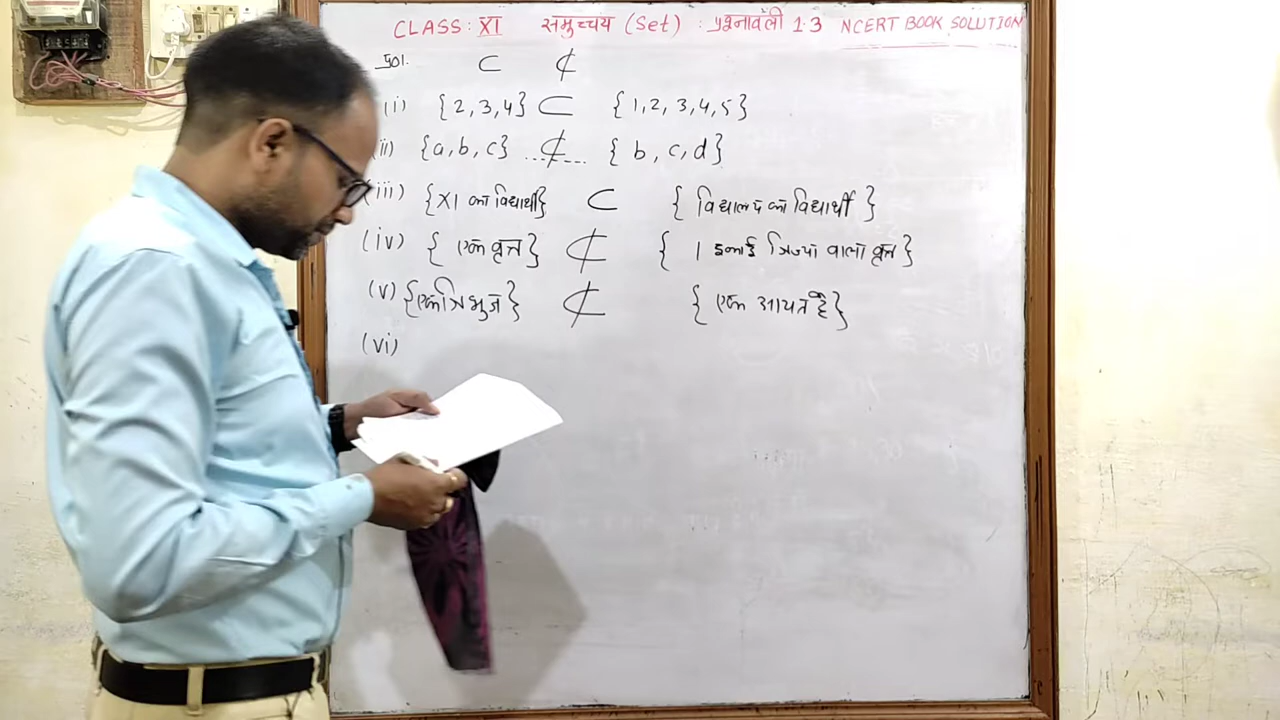 CLASS: XI समुच्चय (Set) : प्रश्नावली 1.3 NCERT BOOK SOLUTION
प्र01. ⊂ ⊄
(i) {2,3,4} ⊂ {1,2,3,4,5}
(ii) {a,b,c} ...⊄... {b,c,d}
(iii) {XI का विद्यार्थी} ⊂ {विद्यालय का विद्यार्थी}
(iv) {एक वृत्त} ⊄ {1 इकाई त्रिज्या वाला वृत्त}
(v) {एक त्रिभुज} ⊄ {एक आयत है}
(vi)